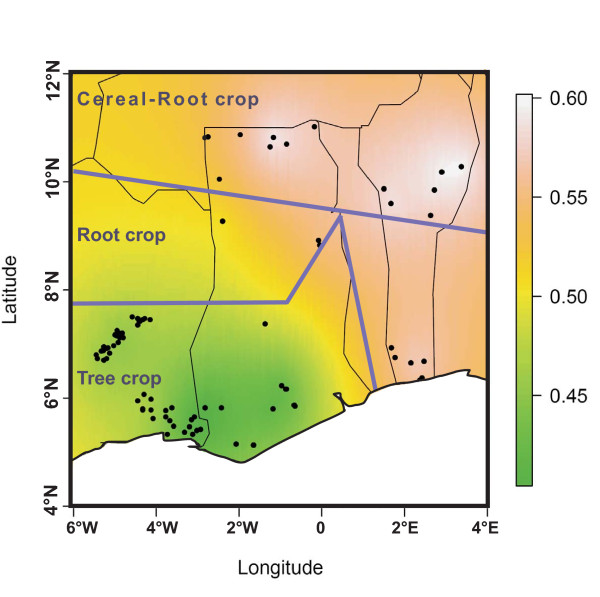 12°N
Cereal-Root crop
0.60
10°N
0.55
Root crop
8°N
0.50
Latitude
Tree crop
6°N
0.45
4°N
6°W 4°W 2°W 0 2°E 4°E
Longitude